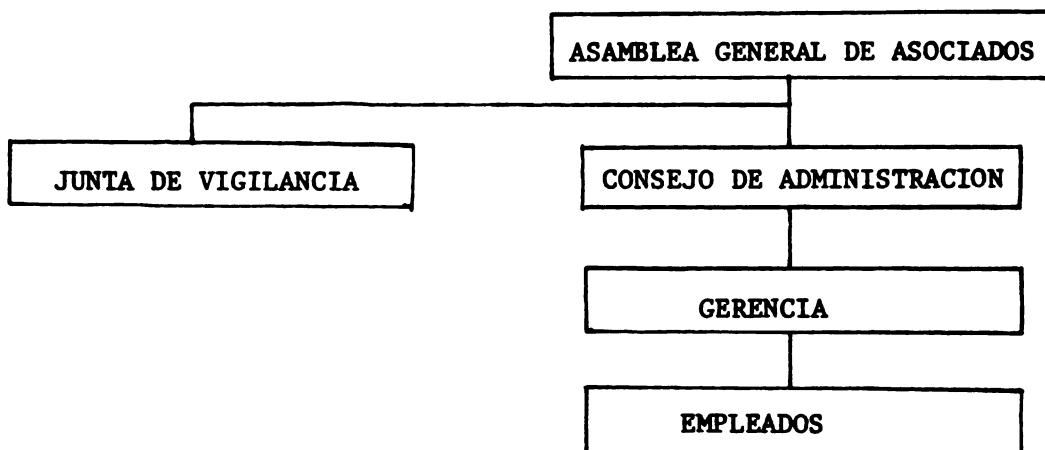 ASAMBLEA GENERAL DE ASOCIADOS
JUNTA DE VIGILANCIA
CONSEJO DE ADMINISTRACION
GERENCIA
EMPLEADOS